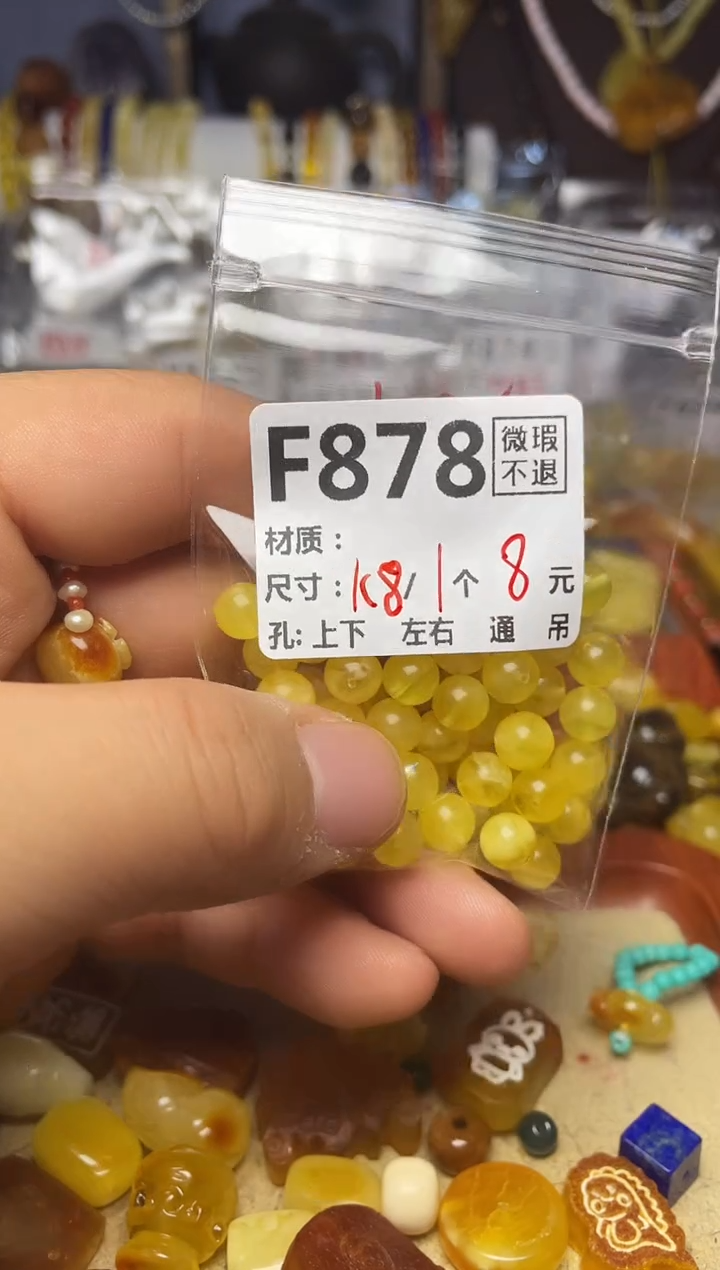 F878 微瑕
不退
材质：
尺寸：K8/1个 8元
孔: 上下 左右 通 吊